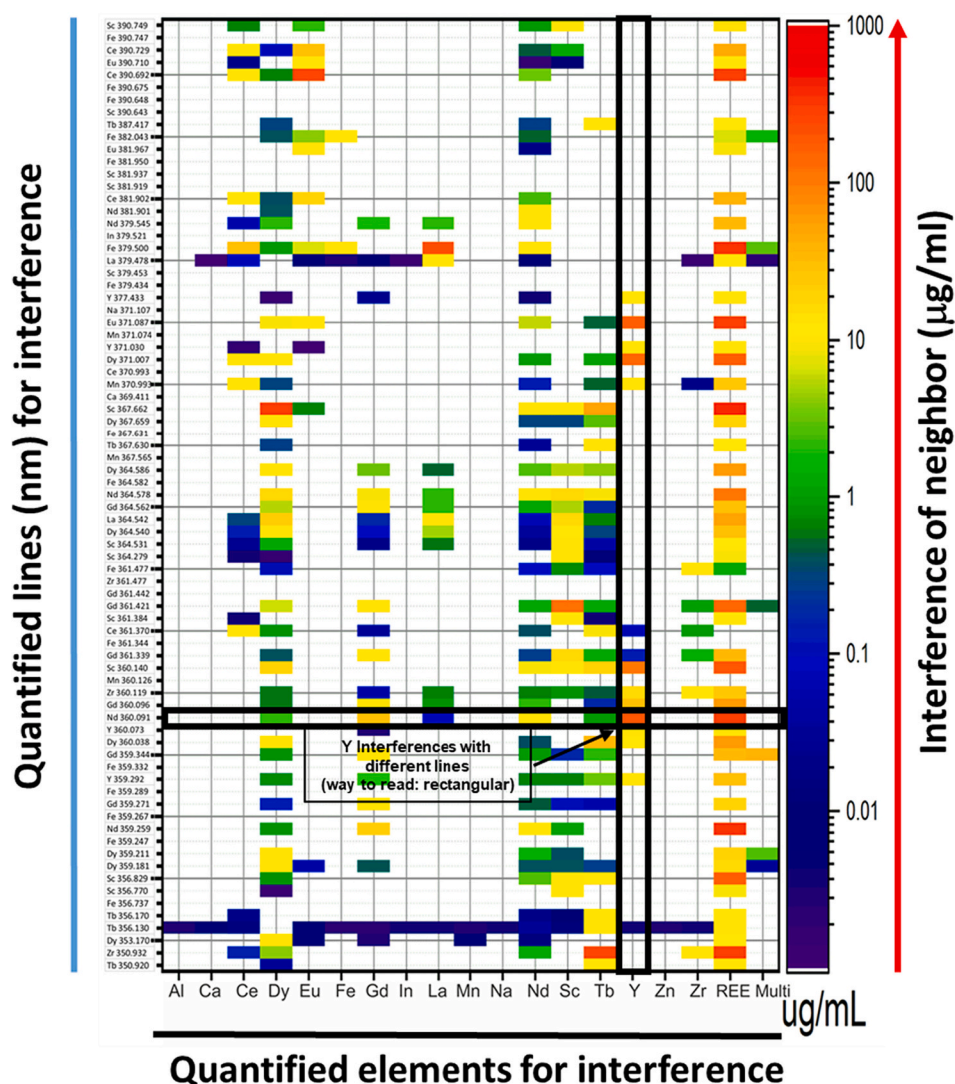 Quantified lines (nm) for interference
Sc 390.749
Fe 390.747
Ce 390.729
Eu 390.710
Ce 390.692
Fe 390.675
Fe 390.648
Sc 390.643
Tb 387.417
Fe 382.043
Eu 381.967
Fe 381.950
Sc 381.937
Sc 381.919
Ce 381.902
Nd 381.901
Nd 379.545
In 379.521
Fe 379.500
La 379.478
Sc 379.453
Fe 379.434
Y 377.433
Na 371.107
Eu 371.087
Mn 371.074
Y 371.030
Dy 371.007
Ce 370.993
Mn 370.993
Ca 369.411
Sc 367.662
Dy 367.659
Fe 367.631
Tb 367.630
Mn 367.565
Dy 364.586
Fe 364.582
Nd 364.578
Gd 364.562
La 364.542
Dy 364.540
Sc 364.531
Sc 364.279
Fe 361.477
Zr 361.477
Gd 361.442
Gd 361.421
Sc 361.384
Ce 361.370
Fe 361.344
Gd 361.339
Sc 360.140
Mn 360.126
Zr 360.119
Gd 360.096
Nd 360.091
Y 360.073
Dy 360.038
Gd 359.344
Fe 359.332
Y 359.292
Fe 359.289
Gd 359.271
Fe 359.267
Nd 359.259
Fe 359.247
Dy 359.211
Dy 359.181
Sc 356.829
Sc 356.770
Fe 356.737
Tb 356.170
Tb 356.130
Dy 353.170
Zr 350.932
Tb 350.920
Y Interferences with
different lines
(way to read: rectangular)
Al Ca Ce Dy Eu Fe Gd In La Mn Na Nd Sc Tb Y Zn Zr REE Multi
Quantified elements for interference
1000
100
10
1
0.1
0.01
ug/mL
Interference of neighbor (µg/ml)